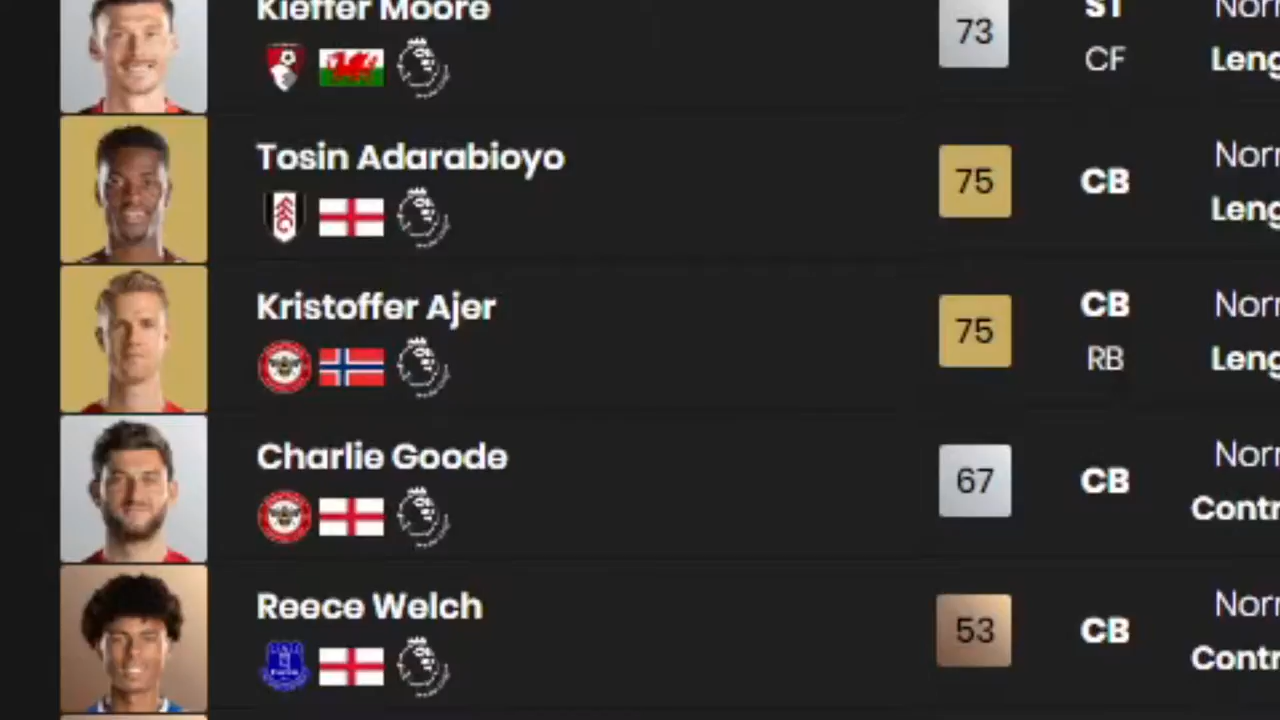 Kieffer Moore
73
ST
CF
Tosin Adarabioyo
75
CB
Kristoffer Ajer
75
CB
RB
Charlie Goode
67
CB
Reece Welch
53
CB